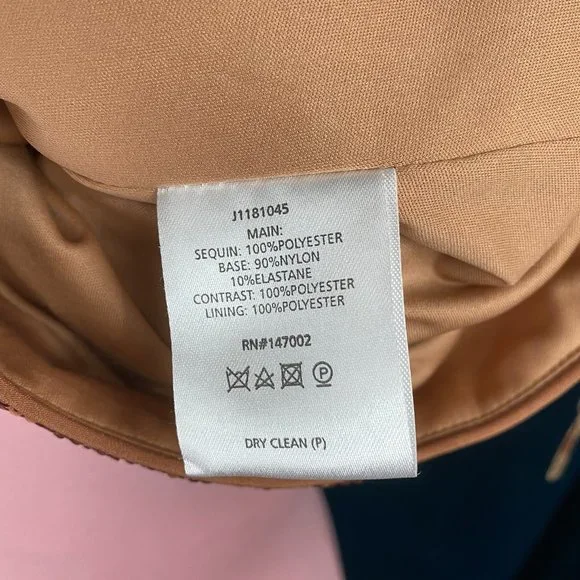 J1181045
MAIN:
SEQUIN: 100%POLYESTER
BASE: 90%NYLON
10%ELASTANE
CONTRAST: 100%POLYESTER
LINING: 100%POLYESTER
RN#147002
P
DRY CLEAN (P)